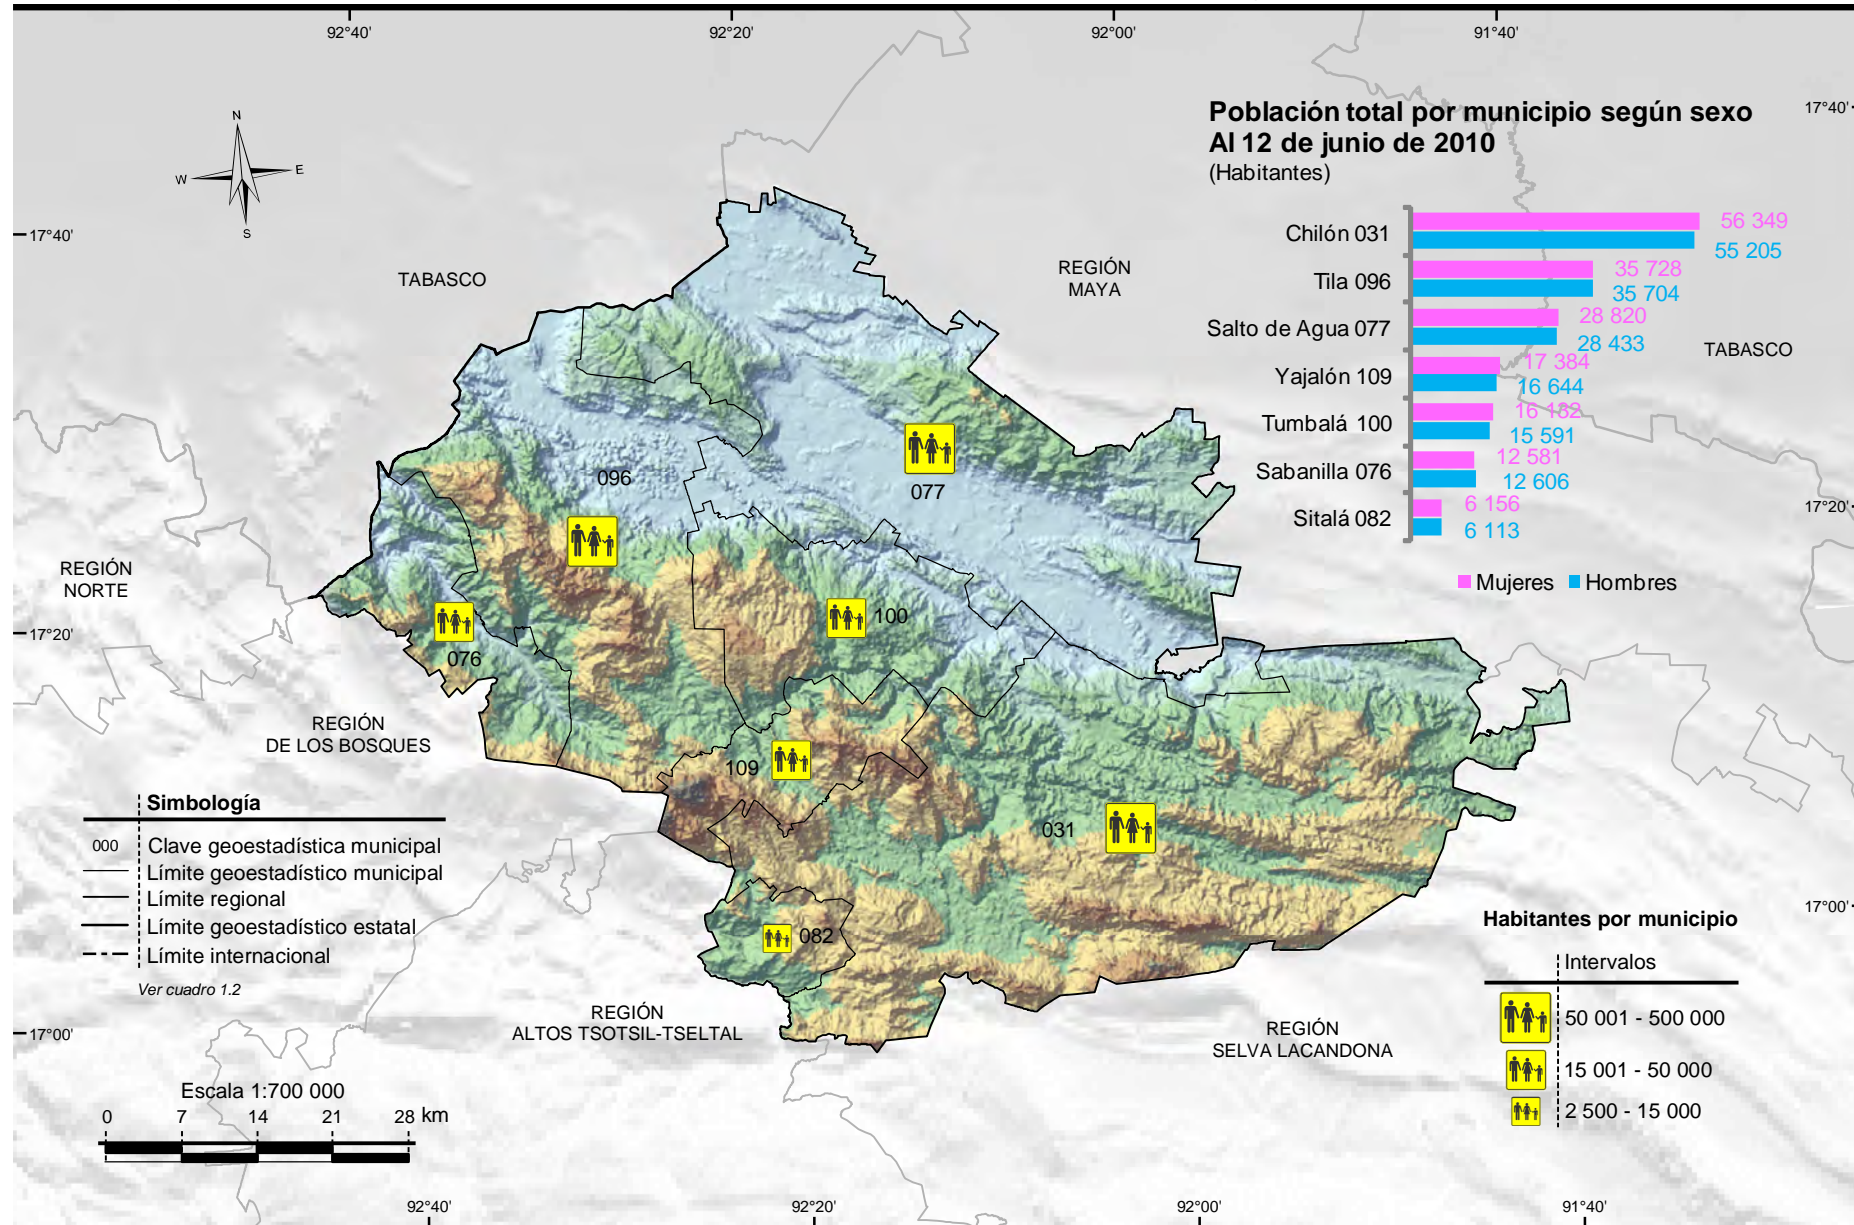 92°40'
92°20'
92°00'
91°40'
17°40'
17°20'
17°00'
17°40'
17°20'
17°00'
N
W
E
S
Población total por municipio según sexo
Al 12 de junio de 2010
(Habitantes)
Chilón 031
56 349
55 205
Tila 096
35 728
35 704
Salto de Agua 077
28 820
28 433
Yajalón 109
17 384
16 644
Tumbalá 100
16 182
15 591
Sabanilla 076
12 581
12 606
Sitalá 082
6 156
6 113
Mujeres
Hombres
TABASCO
REGIÓN
MAYA
TABASCO
REGIÓN
NORTE
REGIÓN
DE LOS BOSQUES
REGIÓN
ALTOS TSOTSIL-TSELTAL
REGIÓN
SELVA LACANDONA
096
077
100
076
109
031
082
Simbología
000 Clave geoestadística municipal
Límite geoestadístico municipal
Límite regional
Límite geoestadístico estatal
Límite internacional
Ver cuadro 1.2
Escala 1:700 000
0 7 14 21 28 km
Habitantes por municipio
Intervalos
50 001 - 500 000
15 001 - 50 000
2 500 - 15 000
92°40'
92°20'
92°00'
91°40'